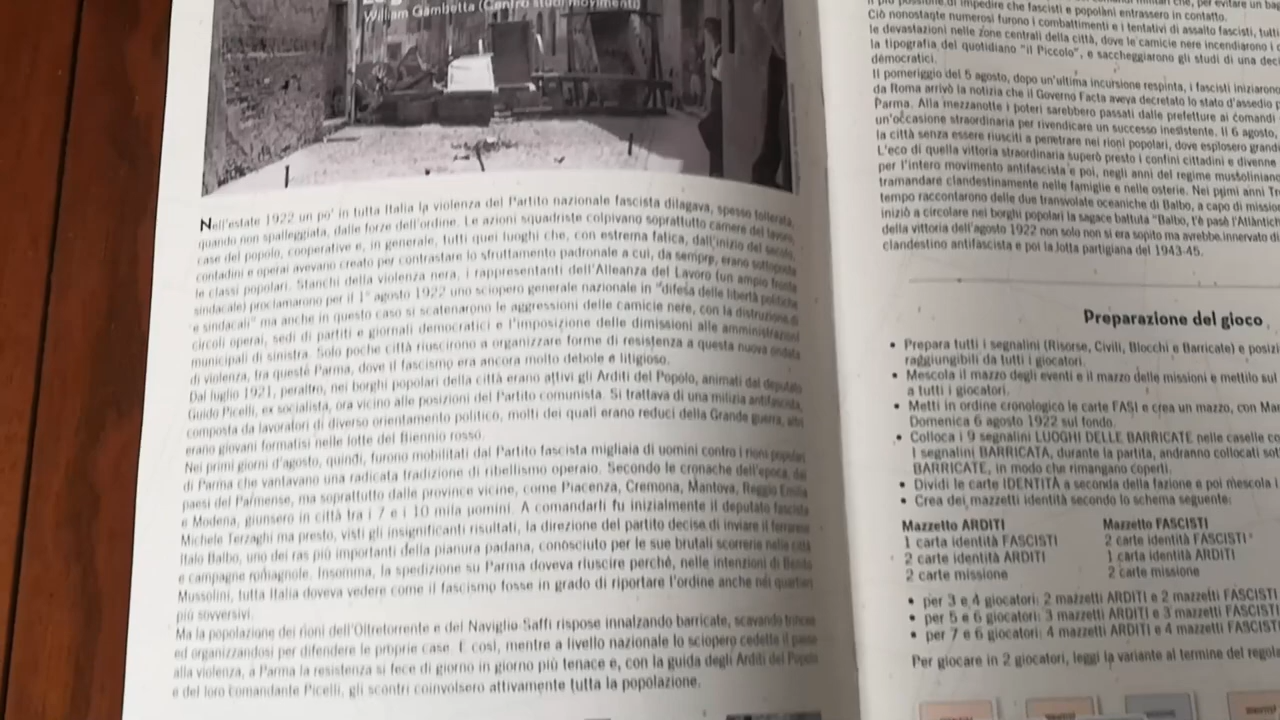 William Gambetta (Centro studi movimenti)
Nell'estate 1922 un po' in tutta Italia la violenza del Partito nazionale fascista dilagava, spesso tollerata,
quando non spalleggiata, dalle forze dell'ordine. Le azioni squadriste colpivano soprattutto camere del lavoro,
case del popolo, cooperative e, in generale, tutti quei luoghi che, con estrema fatica, dall'inizio del secolo,
contadini e operai avevano creato per contrastare lo sfruttamento padronale a cui, da sempre, erano sottoposte
le classi popolari. Stanchi della violenza nera, i rappresentanti dell'Alleanza del Lavoro (un ampio fronte
sindacale) proclamarono per il 1° agosto 1922 uno sciopero generale nazionale in "difesa delle libertà politiche
e sindacali" ma anche in questo caso si scatenarono le aggressioni delle camicie nere, con la distruzione di
circoli operai, sedi di partiti e giornali democratici e l'imposizione delle dimissioni alle amministrazioni
municipali di sinistra. Solo poche città riuscirono a organizzare forme di resistenza a questa nuova ondata
di violenza, tra queste Parma, dove il fascismo era ancora molto debole e litigioso.
Dal luglio 1921, peraltro, nei borghi popolari della città erano attivi gli Arditi del Popolo, animati dal deputato
Guido Picelli, ex socialista, ora vicino alle posizioni del Partito comunista. Si trattava di una milizia antifascista,
composta da lavoratori di diverso orientamento politico, molti dei quali erano reduci della Grande guerra, altri
erano giovani formatisi nelle lotte del Biennio rosso.
Nei primi giorni d'agosto, quindi, furono mobilitati dal Partito fascista migliaia di uomini contro i rioni popolari
di Parma che vantavano una radicata tradizione di ribellismo operaio. Secondo le cronache dell'epoca, dai
paesi del Parmense, ma soprattutto dalle province vicine, come Piacenza, Cremona, Mantova, Reggio Emilia
e Modena, giunsero in città tra i 7 e i 10 mila uomini. A comandarli fu inizialmente il deputato fascista
Michele Terzaghi ma presto, visti gli insignificanti risultati, la direzione del partito decise di inviare il ferrarese
Italo Balbo, uno dei ras più importanti della pianura padana, conosciuto per le sue brutali scorrerie nelle città
e campagne romagnole. Insomma, la spedizione su Parma doveva riuscire perché, nelle intenzioni di Benito
Mussolini, tutta Italia doveva vedere come il fascismo fosse in grado di riportare l'ordine anche nei quartieri
più sovversivi.
Ma la popolazione dei rioni dell'Oltretorrente e del Naviglio Saffi rispose innalzando barricate, scavando trincee
ed organizzandosi per difendere le proprie case. E così, mentre a livello nazionale lo sciopero cedette il passo
alla violenza, a Parma la resistenza si fece di giorno in giorno più tenace e, con la guida degli Arditi del Popolo
e del loro comandante Picelli, gli scontri coinvolsero attivamente tutta la popolazione.
di impedire che fascisti e popolani entrassero in contatto.
Ciò nonostante numerosi furono i combattimenti e i tentativi di assalto fascisti, tutti
le devastazioni nelle zone centrali della città, dove le camicie nere incendiarono i
la tipografia del quotidiano "il Piccolo", e saccheggiarono gli studi di una
democratici.
Il pomeriggio del 5 agosto, dopo un'ultima incursione respinta, i fascisti iniziarono
da Roma arrivò la notizia che il Governo Facta aveva decretato lo stato d'assedio
Parma. Alla mezzanotte i poteri sarebbero passati dalle prefetture ai comandi
un'occasione straordinaria per rivendicare un successo inesistente. Il 6 agosto,
la città senza essere riusciti a penetrare nei rioni popolari, dove esplosero
L'eco di quella vittoria straordinaria superò presto i confini cittadini e divenne
per l'intero movimento antifascista e poi, negli anni del regime mussoliniano
tramandare clandestinamente nelle famiglie e nelle osterie. Nei primi anni
tempo raccontarono delle due transvolate oceaniche di Balbo, a capo di
iniziò a circolare nei borghi popolari la sagace battuta "Balbo, t'è pasè l'Atlàntich
della vittoria dell'agosto 1922 non solo non si era sopito ma avrebbe innervato
clandestino antifascista e poi la lotta partigiana del 1943-45.
Preparazione del gioco
• Prepara tutti i segnalini (Risorse, Civili, Blocchi e Barricate) e
raggiungibili da tutti i giocatori.
• Mescola il mazzo degli eventi e il mazzo delle missioni e mettilo sul
a tutti i giocatori.
• Metti in ordine cronologico le carte FASI e crea un mazzo, con
Domenica 6 agosto 1922 sul fondo.
• Colloca i 9 segnalini LUOGHI DELLE BARRICATE nelle caselle
I segnalini BARRICATA, durante la partita, andranno collocati
BARRICATE, in modo che rimangano coperti.
• Dividi le carte IDENTITÀ a seconda della fazione e poi mescola
• Crea dei mazzetti identità secondo lo schema seguente:
Mazzetto ARDITI Mazzetto FASCISTI
1 carta identità FASCISTI 2 carte identità FASCISTI
2 carte identità ARDITI 1 carta identità ARDITI
2 carte missione 2 carte missione
• per 3 e 4 giocatori: 2 mazzetti ARDITI e 2 mazzetti FASCISTI
• per 5 e 6 giocatori: 3 mazzetti ARDITI e 3 mazzetti FASCISTI
• per 7 e 6 giocatori: 4 mazzetti ARDITI e 4 mazzetti FASCISTI
Per giocare in 2 giocatori, leggi la variante al termine del